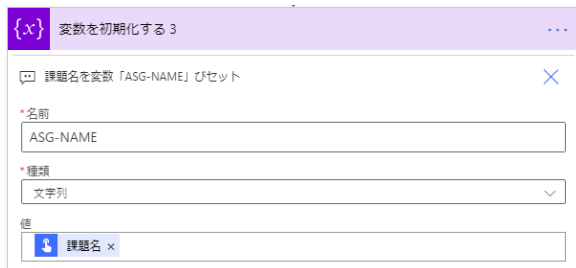 {x} 変数を初期化する 3 ...
課題名を変数「ASG-NAME」びセット
*名前
ASG-NAME
*種類
文字列
値
課題名 ×